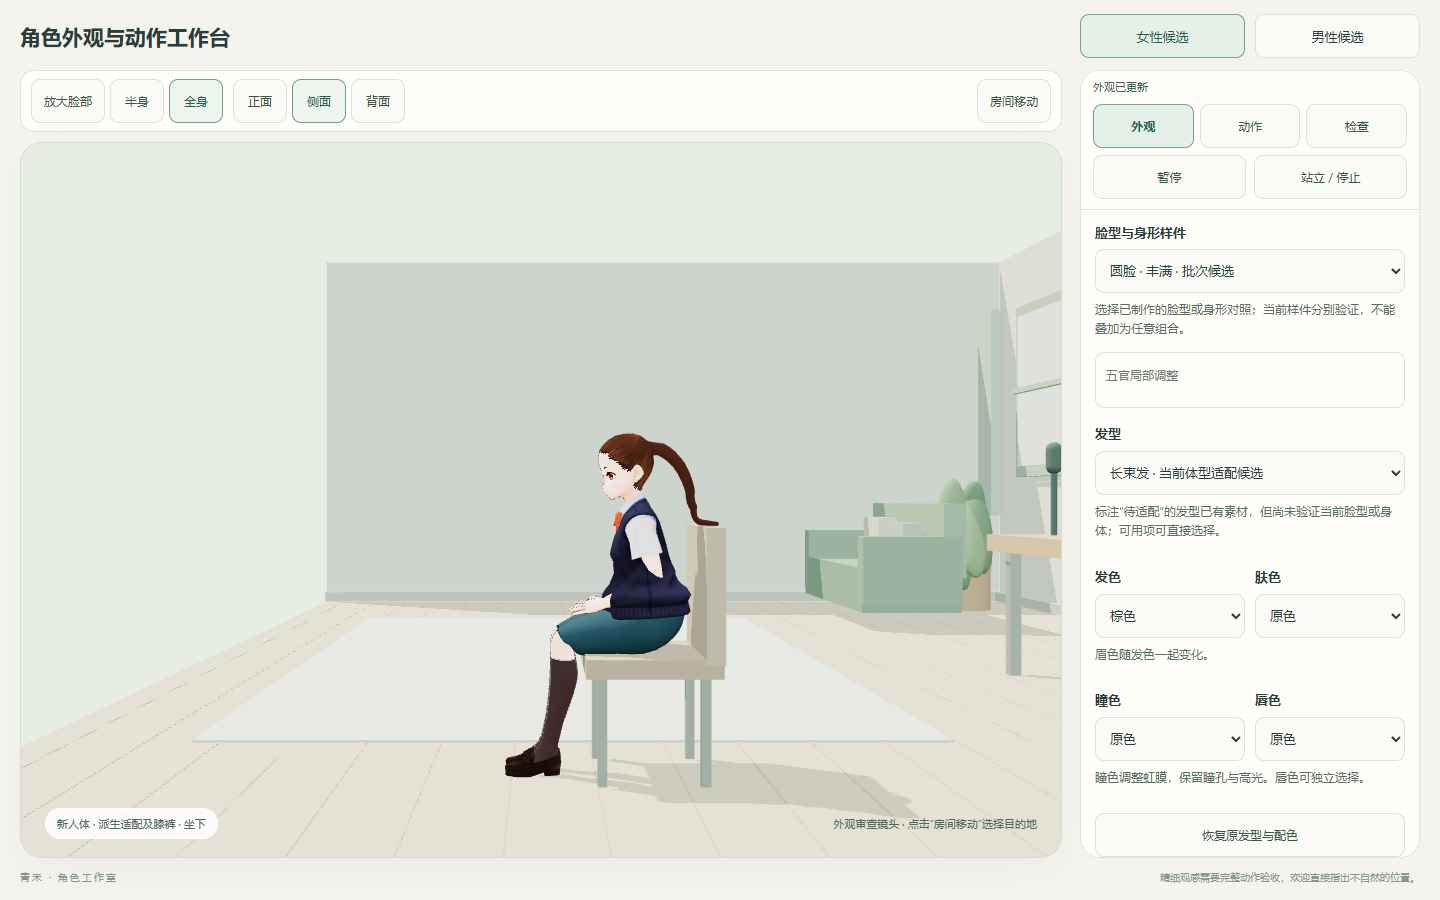 角色外观与动作工作台
女性候选
男性候选
放大脸部
半身
全身
正面
侧面
背面
房间移动
外观已更新
外观
动作
检查
暂停
站立 / 停止
脸型与身形样件
圆脸 · 丰满 · 批次候选
选择已制作的脸型或身形对照；当前样件分别验证，不能
叠加为任意组合。
五官局部调整
发型
长束发 · 当前体型适配候选
标注“待适配”的发型已有素材，但尚未验证当前脸型或身
体；可用项可直接选择。
发色
肤色
棕色
原色
眉色随发色一起变化。
瞳色
唇色
原色
原色
瞳色调整虹膜，保留瞳孔与高光。唇色可独立选择。
恢复原发型与配色
新人体 · 派生适配及膝裤 · 坐下
外观审查镜头 · 点击“房间移动”选择目的地
青禾 · 角色工作室
精细观感需要完整动作验收，欢迎直接指出不自然的位置。